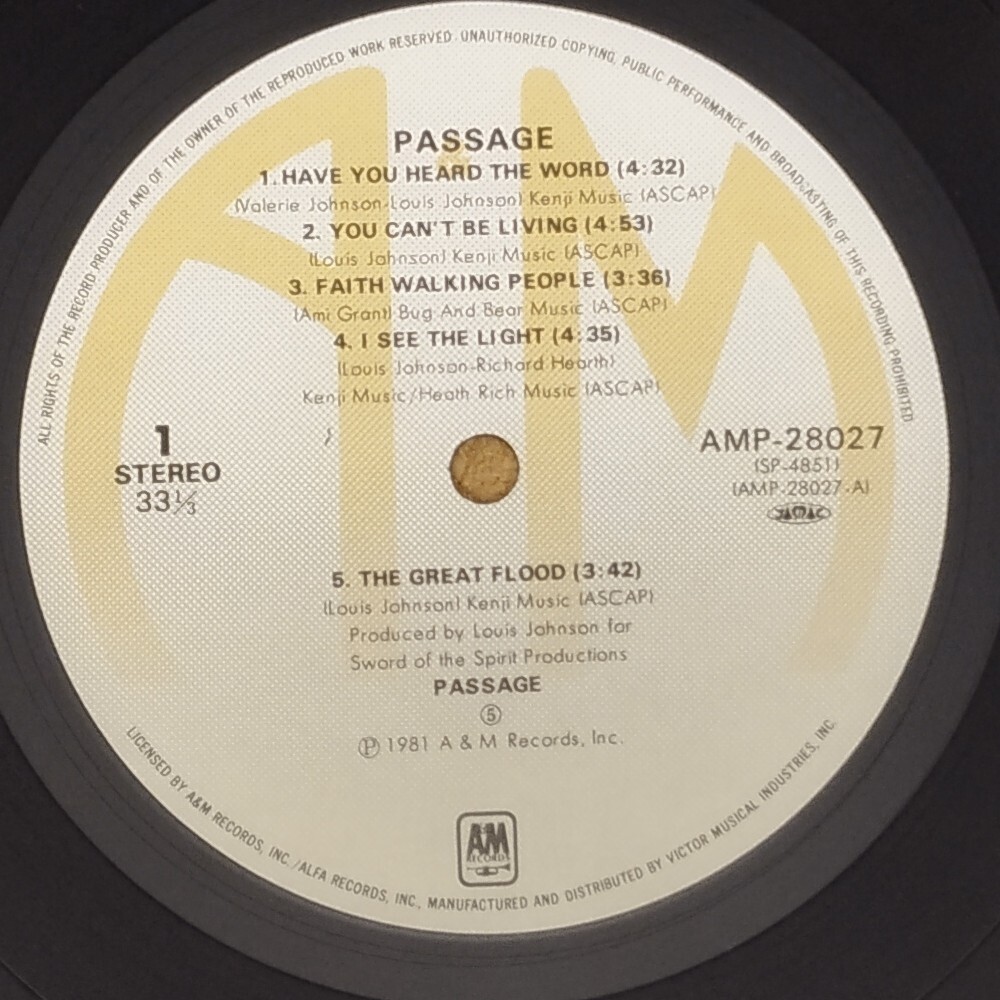 ALL RIGHTS OF THE RECORD PRODUCER AND OF THE OWNER OF THE REPRODUCED WORK RESERVED. UNAUTHORIZED COPYING, PUBLIC PERFORMANCE AND BROADCASTING OF THIS RECORDING PROHIBITED
PASSAGE
1. HAVE YOU HEARD THE WORD (4:32)
(Valerie Johnson-Louis Johnson) Kenji Music (ASCAP)
2. YOU CAN'T BE LIVING (4:53)
(Louis Johnson) Kenji Music (ASCAP)
3. FAITH WALKING PEOPLE (3:36)
(Ami Grant) Bug And Bear Music (ASCAP)
4. I SEE THE LIGHT (4:35)
(Louis Johnson-Richard Hearth)
Kenji Music/Heath Rich Music (ASCAP)
1
STEREO
33⅓
AMP-28027
(SP-4851)
(AMP-28027-A)
5. THE GREAT FLOOD (3:42)
(Louis Johnson) Kenji Music (ASCAP)
Produced by Louis Johnson for
Sword of the Spirit Productions
PASSAGE
⑤
Ⓟ 1981 A & M Records, Inc.
AM
RECORDS
LICENSED BY A&M RECORDS, INC./ALFA RECORDS, INC., MANUFACTURED AND DISTRIBUTED BY VICTOR MUSICAL INDUSTRIES, INC.